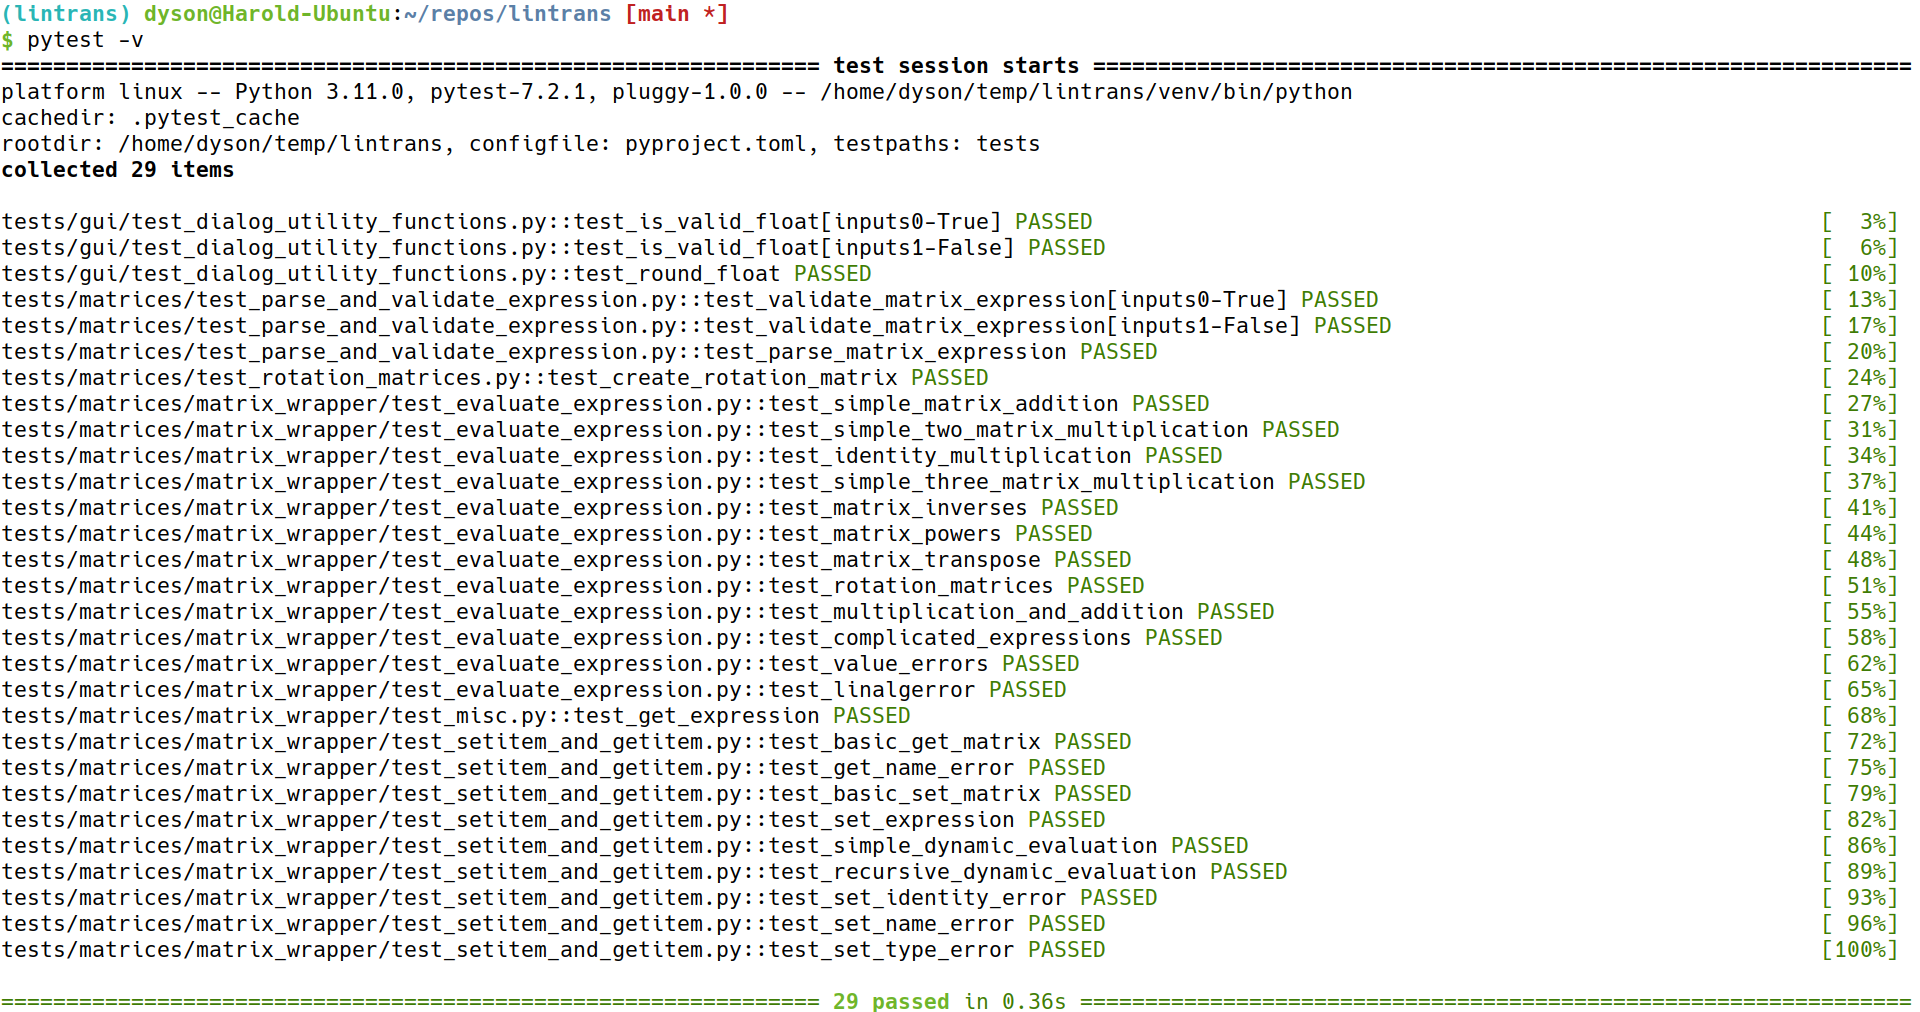 (lintrans) dyson@Harold-Ubuntu:~/repos/lintrans [main *]
$ pytest -v
=============================================================== test session starts ===============================================================
platform linux -- Python 3.11.0, pytest-7.2.1, pluggy-1.0.0 -- /home/dyson/temp/lintrans/venv/bin/python
cachedir: .pytest_cache
rootdir: /home/dyson/temp/lintrans, configfile: pyproject.toml, testpaths: tests
collected 29 items

tests/gui/test_dialog_utility_functions.py::test_is_valid_float[inputs0-True] PASSED [  3%]
tests/gui/test_dialog_utility_functions.py::test_is_valid_float[inputs1-False] PASSED [  6%]
tests/gui/test_dialog_utility_functions.py::test_round_float PASSED [ 10%]
tests/matrices/test_parse_and_validate_expression.py::test_validate_matrix_expression[inputs0-True] PASSED [ 13%]
tests/matrices/test_parse_and_validate_expression.py::test_validate_matrix_expression[inputs1-False] PASSED [ 17%]
tests/matrices/test_parse_and_validate_expression.py::test_parse_matrix_expression PASSED [ 20%]
tests/matrices/test_rotation_matrices.py::test_create_rotation_matrix PASSED [ 24%]
tests/matrices/matrix_wrapper/test_evaluate_expression.py::test_simple_matrix_addition PASSED [ 27%]
tests/matrices/matrix_wrapper/test_evaluate_expression.py::test_simple_two_matrix_multiplication PASSED [ 31%]
tests/matrices/matrix_wrapper/test_evaluate_expression.py::test_identity_multiplication PASSED [ 34%]
tests/matrices/matrix_wrapper/test_evaluate_expression.py::test_simple_three_matrix_multiplication PASSED [ 37%]
tests/matrices/matrix_wrapper/test_evaluate_expression.py::test_matrix_inverses PASSED [ 41%]
tests/matrices/matrix_wrapper/test_evaluate_expression.py::test_matrix_powers PASSED [ 44%]
tests/matrices/matrix_wrapper/test_evaluate_expression.py::test_matrix_transpose PASSED [ 48%]
tests/matrices/matrix_wrapper/test_evaluate_expression.py::test_rotation_matrices PASSED [ 51%]
tests/matrices/matrix_wrapper/test_evaluate_expression.py::test_multiplication_and_addition PASSED [ 55%]
tests/matrices/matrix_wrapper/test_evaluate_expression.py::test_complicated_expressions PASSED [ 58%]
tests/matrices/matrix_wrapper/test_evaluate_expression.py::test_value_errors PASSED [ 62%]
tests/matrices/matrix_wrapper/test_evaluate_expression.py::test_linalgerror PASSED [ 65%]
tests/matrices/matrix_wrapper/test_misc.py::test_get_expression PASSED [ 68%]
tests/matrices/matrix_wrapper/test_setitem_and_getitem.py::test_basic_get_matrix PASSED [ 72%]
tests/matrices/matrix_wrapper/test_setitem_and_getitem.py::test_get_name_error PASSED [ 75%]
tests/matrices/matrix_wrapper/test_setitem_and_getitem.py::test_basic_set_matrix PASSED [ 79%]
tests/matrices/matrix_wrapper/test_setitem_and_getitem.py::test_set_expression PASSED [ 82%]
tests/matrices/matrix_wrapper/test_setitem_and_getitem.py::test_simple_dynamic_evaluation PASSED [ 86%]
tests/matrices/matrix_wrapper/test_setitem_and_getitem.py::test_recursive_dynamic_evaluation PASSED [ 89%]
tests/matrices/matrix_wrapper/test_setitem_and_getitem.py::test_set_identity_error PASSED [ 93%]
tests/matrices/matrix_wrapper/test_setitem_and_getitem.py::test_set_name_error PASSED [ 96%]
tests/matrices/matrix_wrapper/test_setitem_and_getitem.py::test_set_type_error PASSED [100%]

=============================================================== 29 passed in 0.36s ================================================================